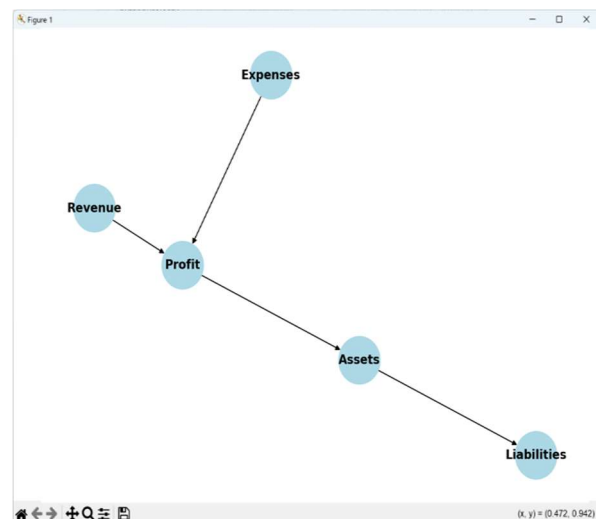 Figure 1
Expenses
Revenue
Profit
Assets
Liabilities
(x, y) = (0.472, 0.942)